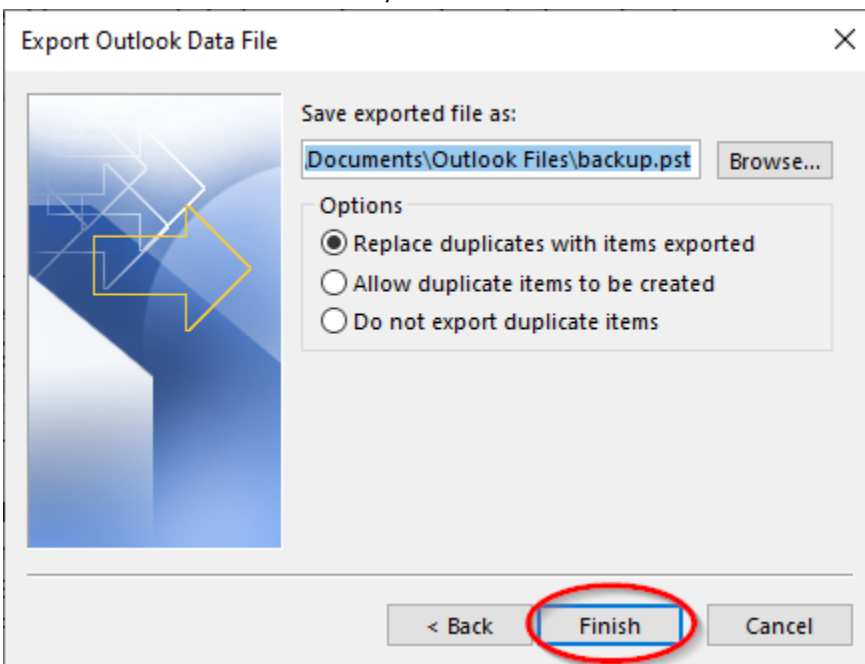 Export Outlook Data File
Save exported file as:
Documents\Outlook Files\backup.pst
Browse...
Options
Replace duplicates with items exported
Allow duplicate items to be created
Do not export duplicate items
< Back
Finish
Cancel